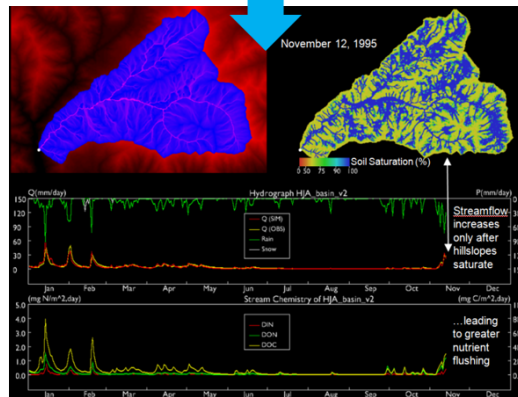 November 12, 1995
0 50 60 70 80 90 100
Soil Saturation (%)
Q(mm/day)
Hydrograph HJA_basin_v2
P(mm/day)
150
120
90
60
30
0
Q (SIM)
Q (OBS)
Rain
Snow
Jan Feb Mar Apr May Jun Jul Aug Sep Oct Nov Dec
Streamflow
increases
only after
hillslopes
saturate
(mg N/m^2,day)
Stream Chemistry of HJA_basin_v2
(mg C/m^2,day)
5.0
4.0
3.0
2.0
1.0
0.0
DIN
DON
DOC
Jan Feb Mar Apr May Jun Jul Aug Sep Oct Nov Dec
…leading
to greater
nutrient
flushing